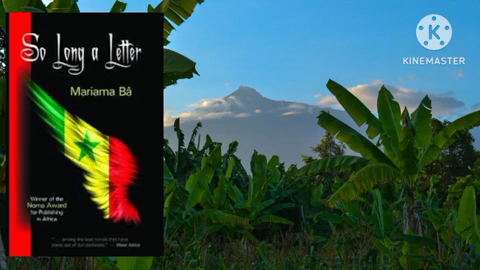 So Long a Letter
Mariama Bâ
Winner of the
Noma Award
for Publishing
in Africa
KINEMASTER